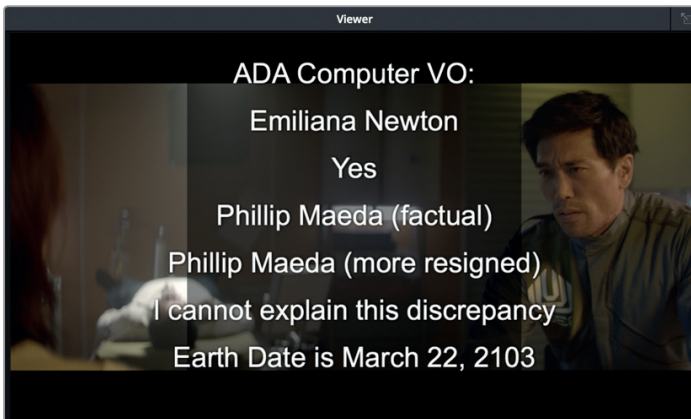 Viewer
ADA Computer VO:
Emiliana Newton
Yes
Phillip Maeda (factual)
Phillip Maeda (more resigned)
I cannot explain this discrepancy
Earth Date is March 22, 2103